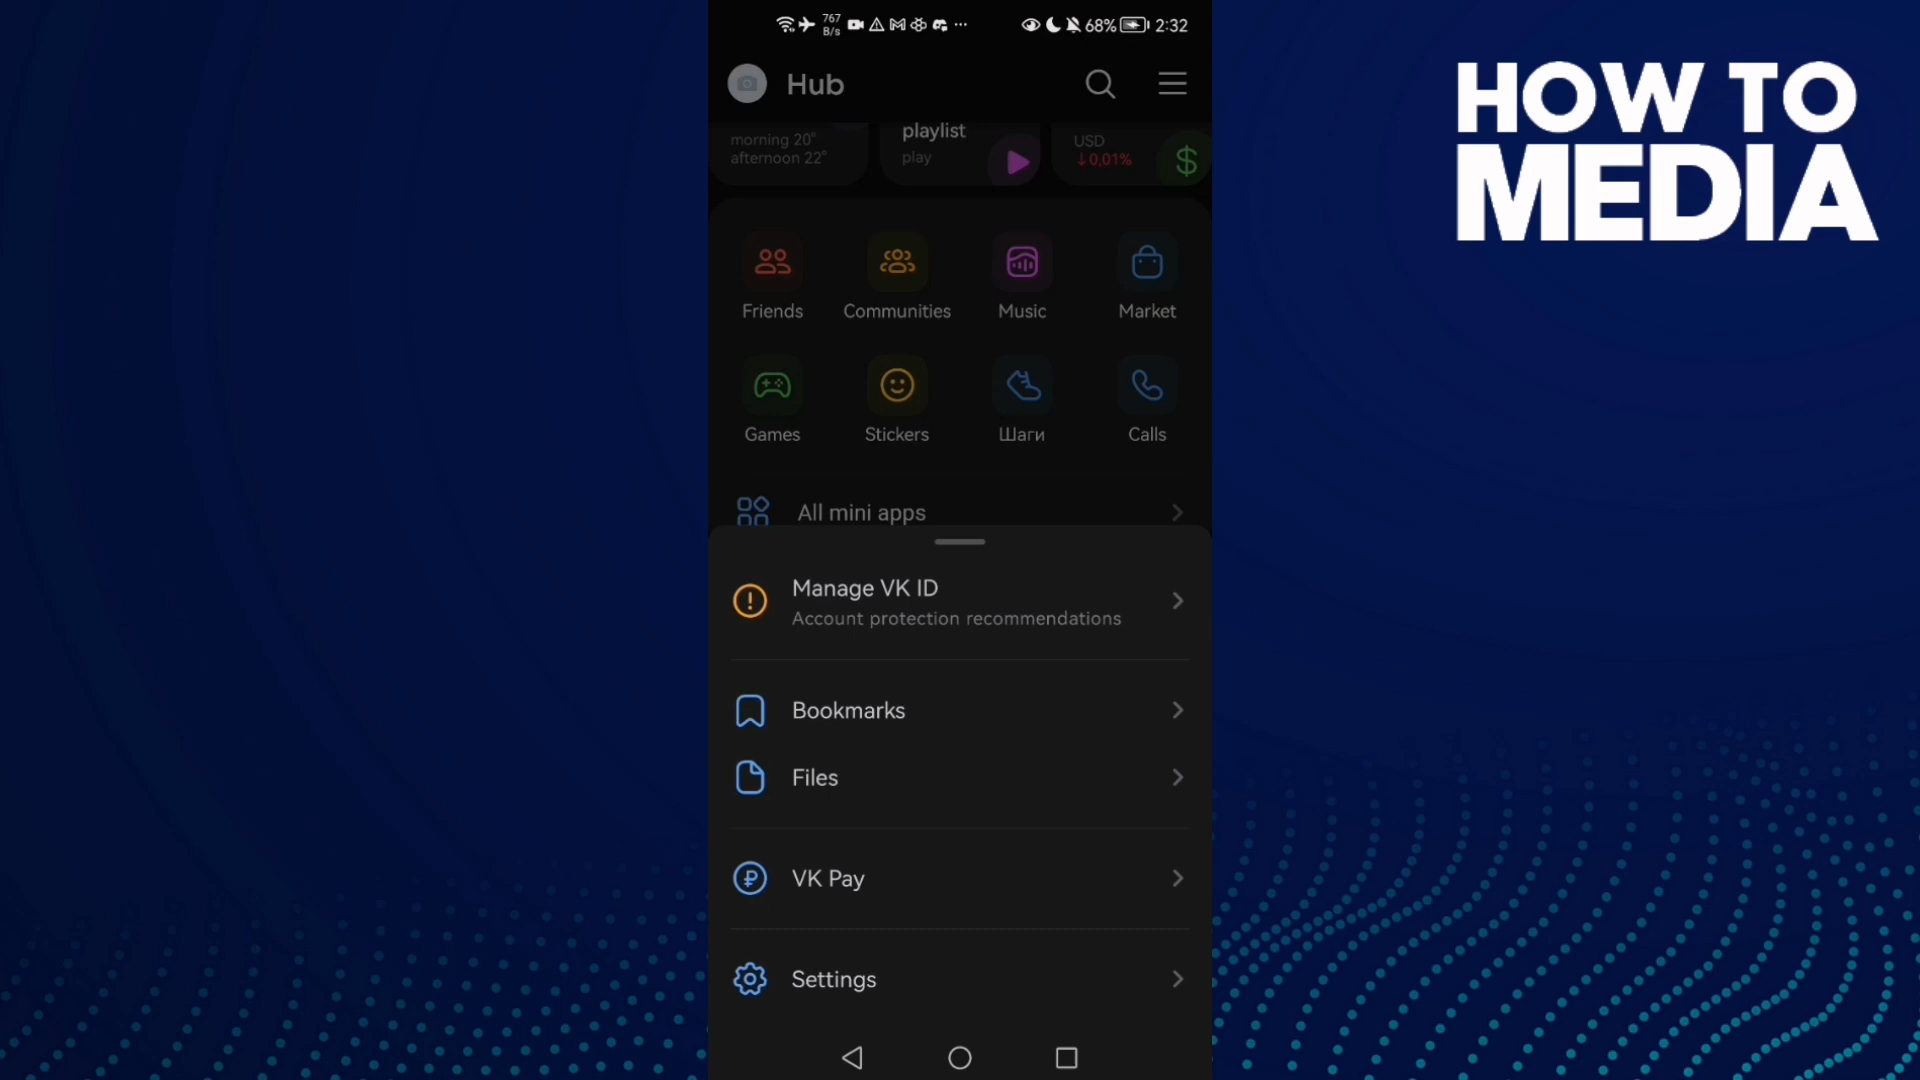 767
B/s
68%
2:32
Hub
morning 20°
afternoon 22°
playlist
play
USD
↓0,01%
Friends
Communities
Music
Market
Games
Stickers
Шаги
Calls
All mini apps
Manage VK ID
Account protection recommendations
Bookmarks
Files
VK Pay
Settings
HOW TO
MEDIA